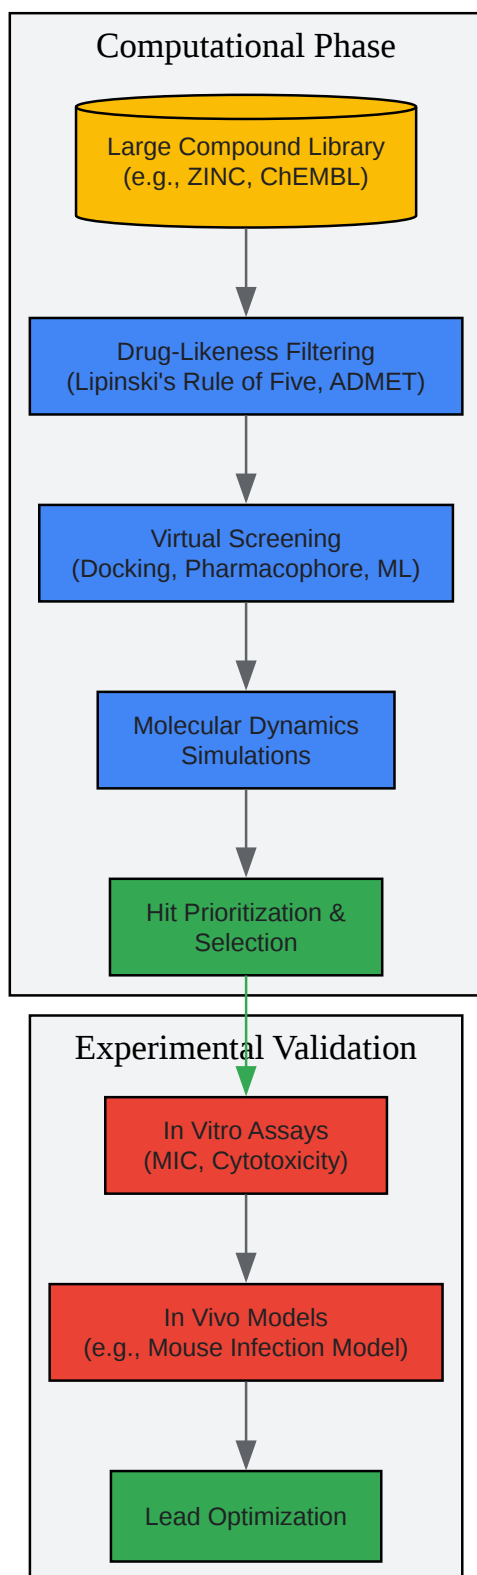 Computational Phase
Large Compound Library
(e.g., ZINC, ChEMBL)
Drug-Likeness Filtering
(Lipinski's Rule of Five, ADMET)
Virtual Screening
(Docking, Pharmacophore, ML)
Molecular Dynamics
Simulations
Hit Prioritization &
Selection
Experimental Validation
In Vitro Assays
(MIC, Cytotoxicity)
In Vivo Models
(e.g., Mouse Infection Model)
Lead Optimization